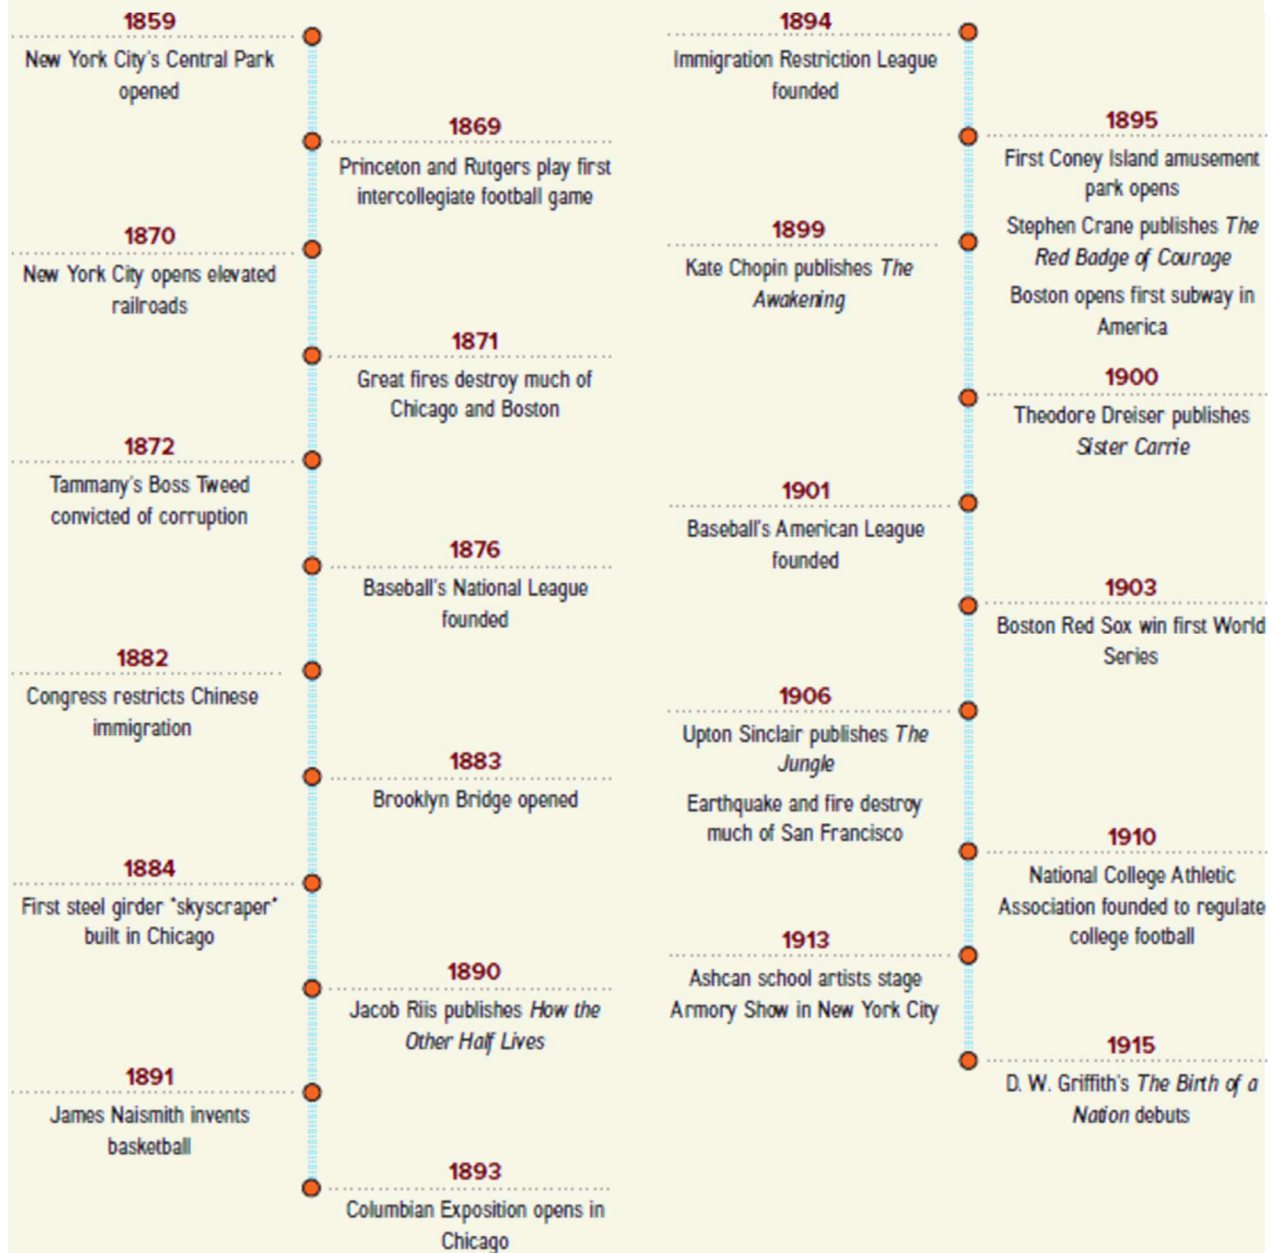 1859
New York City's Central Park
opened
1869
Princeton and Rutgers play first
intercollegiate football game
1870
New York City opens elevated
railroads
1871
Great fires destroy much of
Chicago and Boston
1872
Tammany's Boss Tweed
convicted of corruption
1876
Baseball's National League
founded
1882
Congress restricts Chinese
immigration
1883
Brooklyn Bridge opened
1884
First steel girder "skyscraper"
built in Chicago
1890
Jacob Riis publishes How the
Other Half Lives
1891
James Naismith invents
basketball
1893
Columbian Exposition opens in
Chicago
1894
Immigration Restriction League
founded
1895
First Coney Island amusement
park opens
Stephen Crane publishes The
Red Badge of Courage
Boston opens first subway in
America
1899
Kate Chopin publishes The
Awakening
1900
Theodore Dreiser publishes
Sister Carrie
1901
Baseball's American League
founded
1903
Boston Red Sox win first World
Series
1906
Upton Sinclair publishes The
Jungle
Earthquake and fire destroy
much of San Francisco
1910
National College Athletic
Association founded to regulate
college football
1913
Ashcan school artists stage
Armory Show in New York City
1915
D. W. Griffith's The Birth of a
Nation debuts